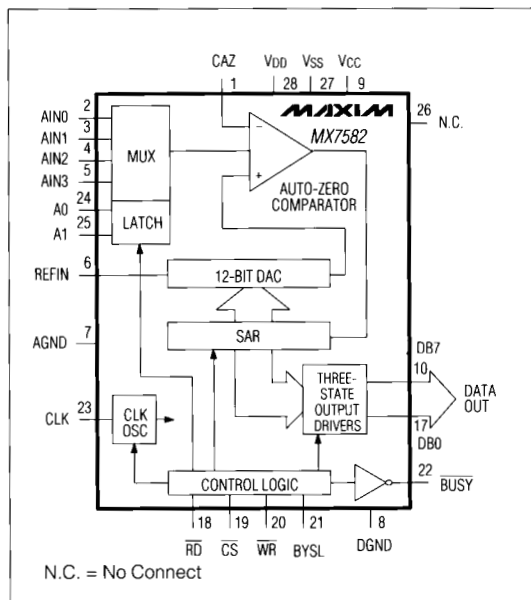 CAZ VDD VSS VCC
1 28 27 9
MAXIM
MX7582
26
N.C.
AIN0 2
AIN1 3
AIN2 4
AIN3 5
A0 24
A1 25
MUX
LATCH
−
+
AUTO-ZERO
COMPARATOR
REFIN 6
12-BIT DAC
AGND 7
SAR
DB7
10
THREE-
STATE
OUTPUT
DRIVERS
DATA
OUT
17
DB0
CLK 23
CLK
OSC
CONTROL LOGIC
22
BUSY
18 19 20 21 8
RD CS WR BYSL DGND
N.C. = No Connect